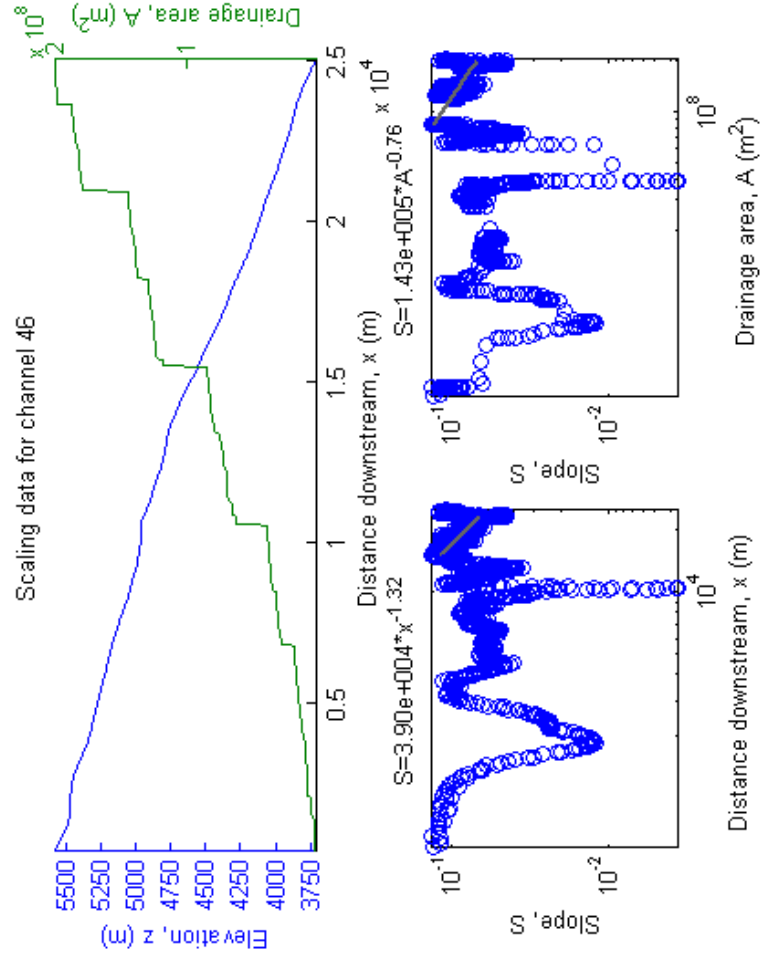 Scaling data for channel 46
x 10⁸
5500
5250
5000
4750
4500
4250
4000
3750
Elevation, z (m)
2
1
Drainage area, A (m²)
0.5
1
1.5
2
2.5
x 10⁴
Distance downstream, x (m)
S=3.90e+004*x^-1.32
10⁻¹
10⁻²
Slope, S
10⁴
Distance downstream, x (m)
S=1.43e+005*A^-0.76
10⁻¹
10⁻²
Slope, S
10⁸
Drainage area, A (m²)